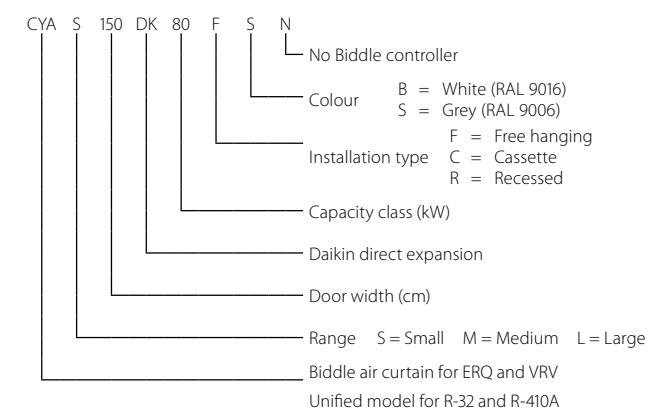 CYA S 150 DK 80 F S N
No Biddle controller
Colour B = White (RAL 9016)
S = Grey (RAL 9006)
F = Free hanging
Installation type C = Cassette
R = Recessed
Capacity class (kW)
Daikin direct expansion
Door width (cm)
Range S = Small M = Medium L = Large
Biddle air curtain for ERQ and VRV
Unified model for R-32 and R-410A